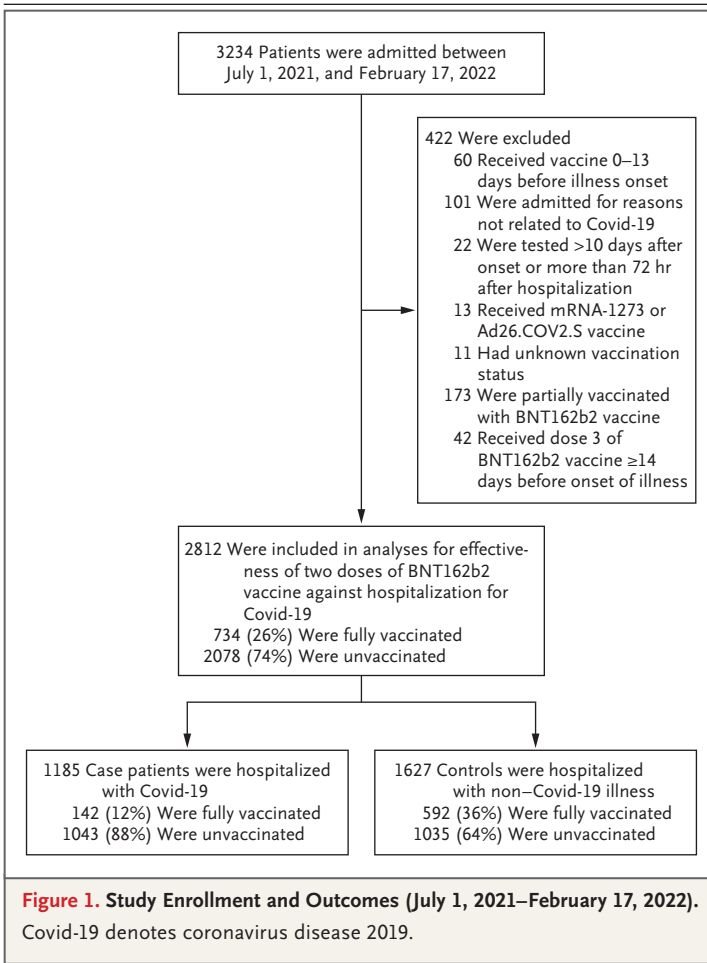 3234 Patients were admitted between
July 1, 2021, and February 17, 2022
422 Were excluded
60 Received vaccine 0–13
days before illness onset
101 Were admitted for reasons
not related to Covid-19
22 Were tested >10 days after
onset or more than 72 hr
after hospitalization
13 Received mRNA-1273 or
Ad26.COV2.S vaccine
11 Had unknown vaccination
status
173 Were partially vaccinated
with BNT162b2 vaccine
42 Received dose 3 of
BNT162b2 vaccine ≥14
days before onset of illness
2812 Were included in analyses for effective-
ness of two doses of BNT162b2
vaccine against hospitalization for
Covid-19
734 (26%) Were fully vaccinated
2078 (74%) Were unvaccinated
1185 Case patients were hospitalized
with Covid-19
142 (12%) Were fully vaccinated
1043 (88%) Were unvaccinated
1627 Controls were hospitalized
with non–Covid-19 illness
592 (36%) Were fully vaccinated
1035 (64%) Were unvaccinated
Figure 1. Study Enrollment and Outcomes (July 1, 2021–February 17, 2022).
Covid-19 denotes coronavirus disease 2019.